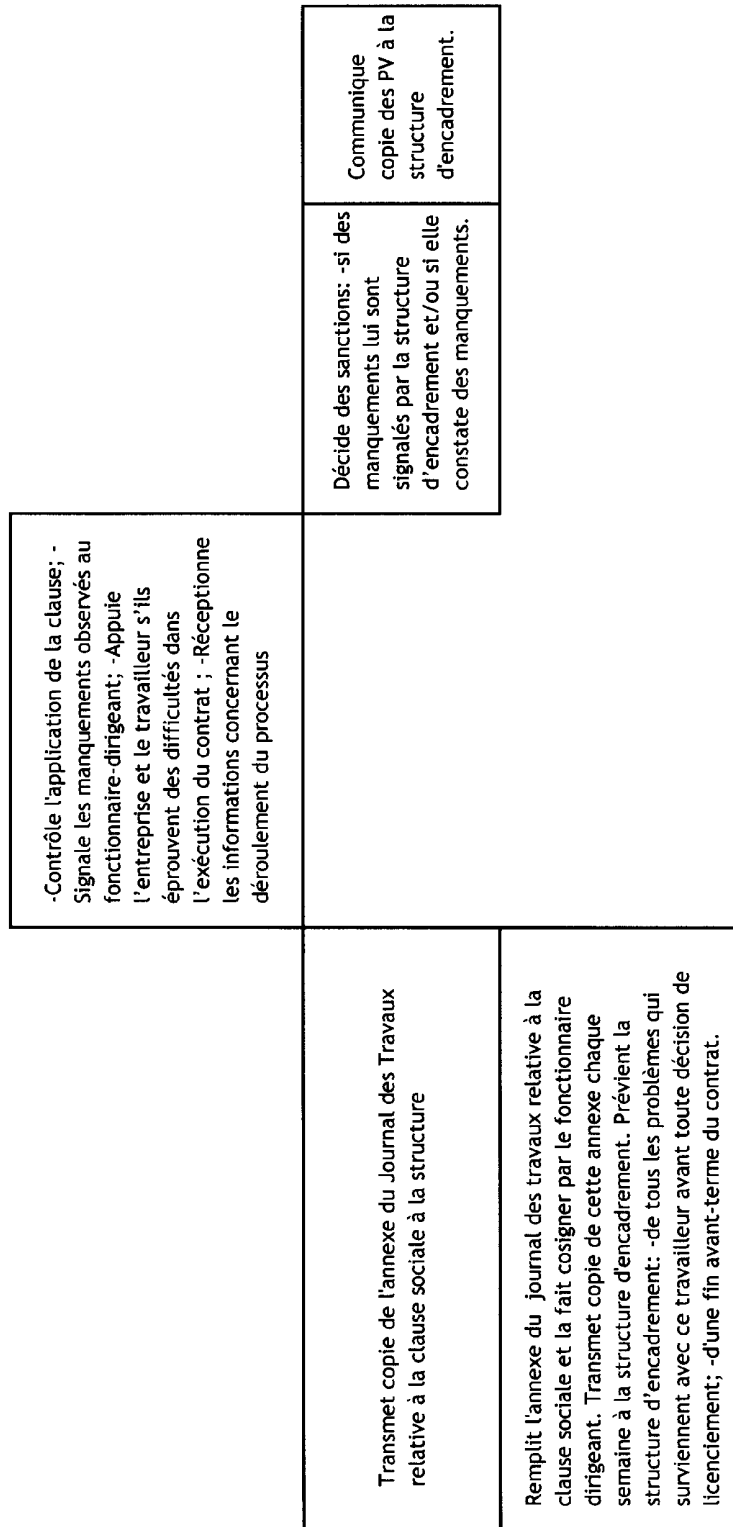 -Contrôle l'application de la clause; -
Signale les manquements observés au
fonctionnaire-dirigeant; -Appuie
l'entreprise et le travailleur s'ils
éprouvent des difficultés dans
l'exécution du contrat ; -Réceptionne
les informations concernant le
déroulement du processus
Transmet copie de l'annexe du Journal des Travaux
relative à la clause sociale à la structure
Décide des sanctions: -si des
manquements lui sont
signalés par la structure
d'encadrement et/ou si elle
constate des manquements.
Communique
copie des PV à la
structure
d'encadrement.
Remplit l'annexe du journal des travaux relative à la
clause sociale et la fait cosigner par le fonctionnaire
dirigeant. Transmet copie de cette annexe chaque
semaine à la structure d'encadrement. Prévient la
structure d'encadrement: -de tous les problèmes qui
surviennent avec ce travailleur avant toute décision de
licenciement; -d'une fin avant-terme du contrat.